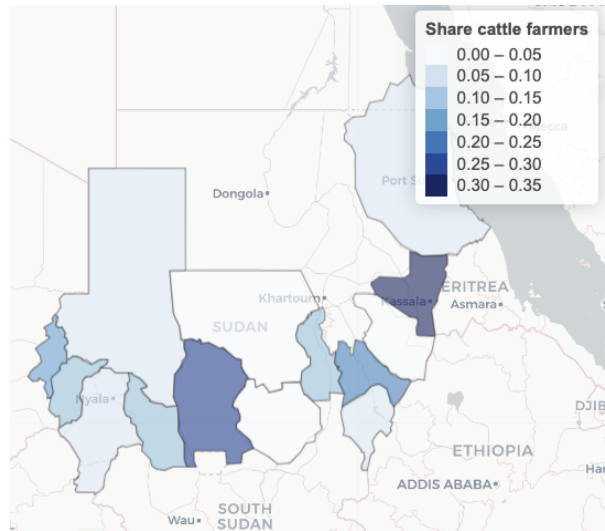 Share cattle farmers
0.00 – 0.05
0.05 – 0.10
0.10 – 0.15
0.15 – 0.20
0.20 – 0.25
0.25 – 0.30
0.30 – 0.35
Port
Dongola
Khartoum
Kassala
ERITREA
Asmara
SUDAN
Nyala
DJIB
ETHIOPIA
ADDIS ABABA
Har
Wau
SOUTH
SUDAN